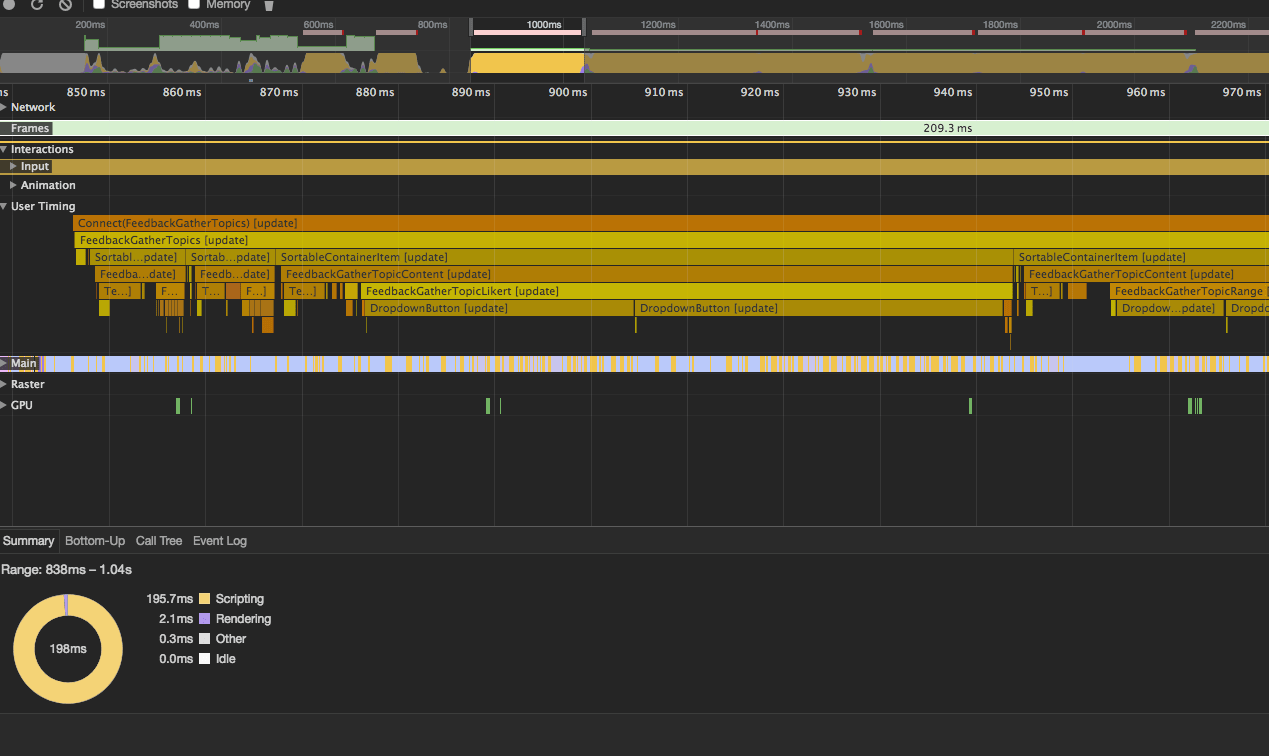 Screenshots Memory
200ms 400ms 600ms 800ms 1000ms 1200ms 1400ms 1600ms 1800ms 2000ms 2200ms
ns 850 ms 860 ms 870 ms 880 ms 890 ms 900 ms 910 ms 920 ms 930 ms 940 ms 950 ms 960 ms 970 ms
Network
Frames 209.3 ms
Interactions
Input
Animation
User Timing
Connect(FeedbackGatherTopics) [update]
FeedbackGatherTopics [update]
Sortabl...pdate] Sortab...pdate] SortableContainerItem [update] SortableContainerItem [update]
Feedba...date] Feedb...date] FeedbackGatherTopicContent [update] FeedbackGatherTopicContent [update]
Te...] F... T... F...] Te...] FeedbackGatherTopicLikert [update] T...] FeedbackGatherTopicRange [
DropdownButton [update] DropdownButton [update] Dropdow...pdate] Dropdo
Main
Raster
GPU
Summary Bottom-Up Call Tree Event Log
Range: 838ms – 1.04s
195.7ms Scripting
2.1ms Rendering
198ms 0.3ms Other
0.0ms Idle